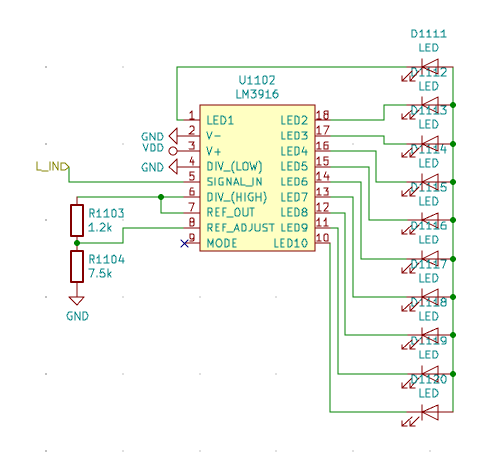 D1111
LED
U1102
LM3916
D1112
LED
1 LED1 LED2 18
D1113
LED
GND 2 V- LED3 17
VDD 3 V+ LED4 16
D1114
LED
GND 4 DIV_(LOW) LED5 15
L_IN 5 SIGNAL_IN LED6 14
D1115
LED
6 DIV_(HIGH) LED7 13
R1103
1.2k
7 REF_OUT LED8 12
8 REF_ADJUST LED9 11
D1116
LED
9 MODE LED10 10
R1104
7.5k
D1117
LED
GND
D1118
LED
D1119
LED
D1120
LED